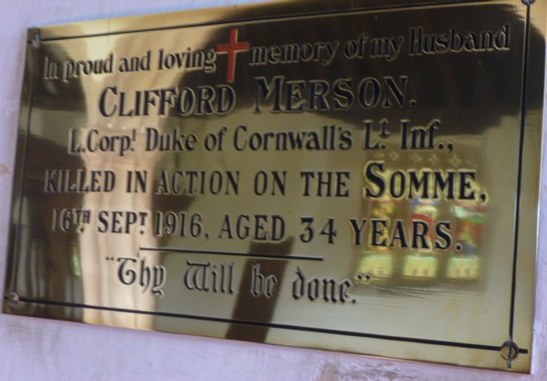 In proud and loving memory of my Husband
CLIFFORD MERSON.
L.Corpl. Duke of Cornwall's Lt. Inf.,
KILLED IN ACTION ON THE SOMME,
16TH SEPT. 1916, AGED 34 YEARS.
"Thy Will be done."